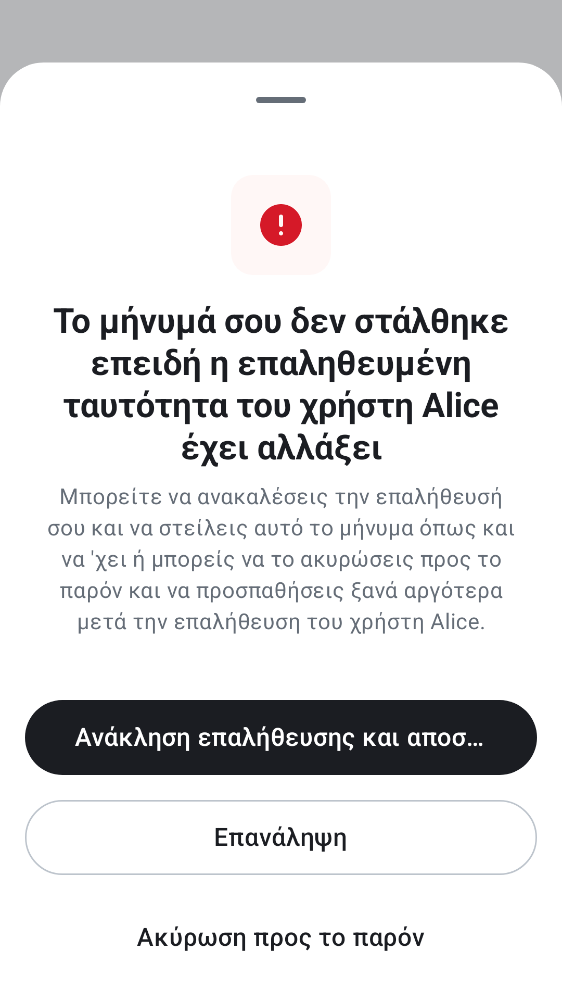 Το μήνυμά σου δεν στάλθηκε
επειδή η επαληθευμένη
ταυτότητα του χρήστη Alice
έχει αλλάξει
Μπορείτε να ανακαλέσεις την επαλήθευσή
σου και να στείλεις αυτό το μήνυμα όπως και
να 'χει ή μπορείς να το ακυρώσεις προς το
παρόν και να προσπαθήσεις ξανά αργότερα
μετά την επαλήθευση του χρήστη Alice.
Ανάκληση επαλήθευσης και αποσ…
Επανάληψη
Ακύρωση προς το παρόν